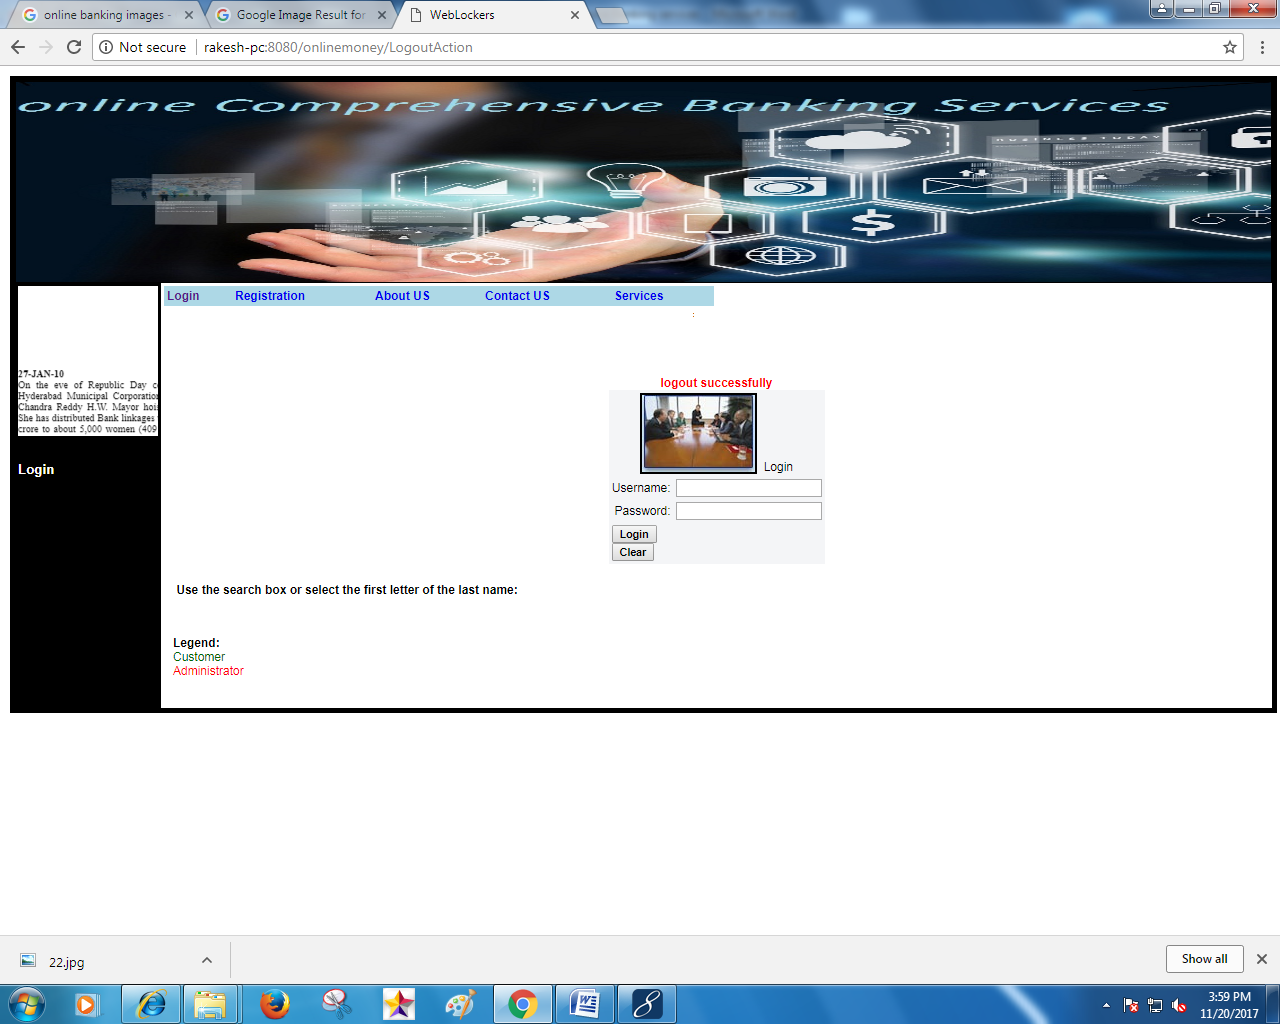 online banking images -
Google Image Result for
WebLockers
Not secure
rakesh-pc:8080/onlinemoney/LogoutAction
online Comprehensive Banking Services
Login
Registration
About US
Contact US
Services
:
27-JAN-10
On the eve of Republic Day c
Hyderabad Municipal Corporation
Chandra Reddy H.W. Mayor hoi
She has distributed Bank linkages
crore to about 5,000 women (409
Login
logout successfully
Login
Username:
Password:
Login
Clear
Use the search box or select the first letter of the last name:
Legend:
Customer
Administrator
22.jpg
Show all
3:59 PM
11/20/2017